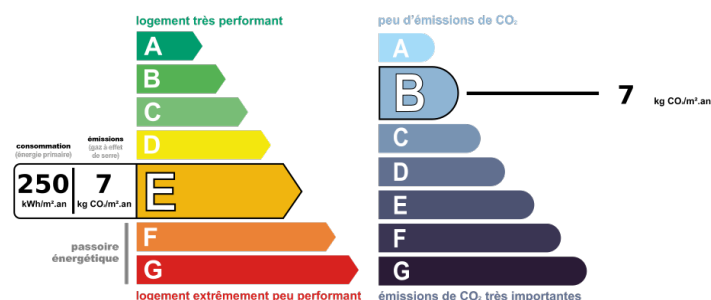 logement très performant
A
B
C
D
consommation
(énergie primaire)
émissions
(gaz à effet
de serre)
250
kWh/m².an
7
kg CO₂/m².an
E
F
G
passoire
énergétique
logement extrêmement peu performant
peu d'émissions de CO₂
A
B
7
kg CO₂/m².an
C
D
E
F
G
émissions de CO₂ très importantes